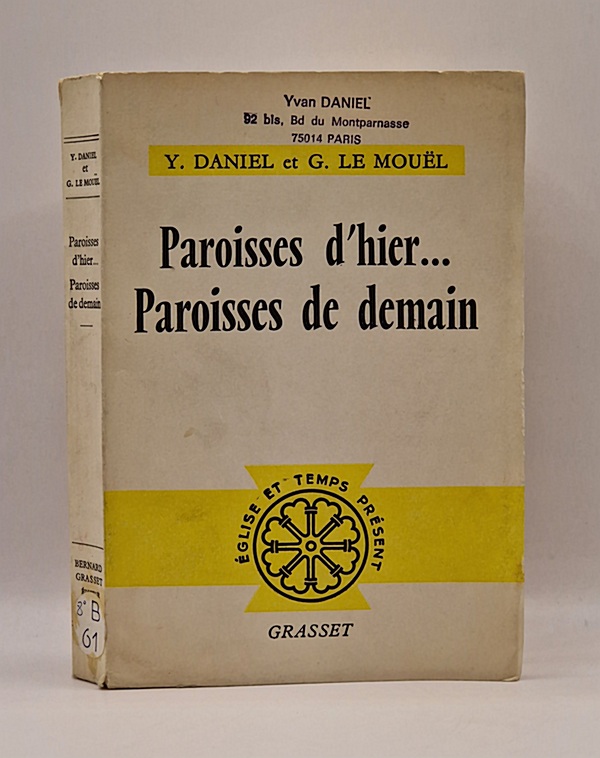 Yvan DANIEL
92 bis, Bd du Montparnasse
75014 PARIS
Y. DANIEL et G. LE MOUËL
Paroisses d'hier...
Paroisses de demain
ÉGLISE ET TEMPS PRÉSENT
GRASSET
Y. DANIEL
et
G. LE MOUËL
Paroisses
d'hier...
Paroisses
de demain
BERNARD
GRASSET
8° B
61